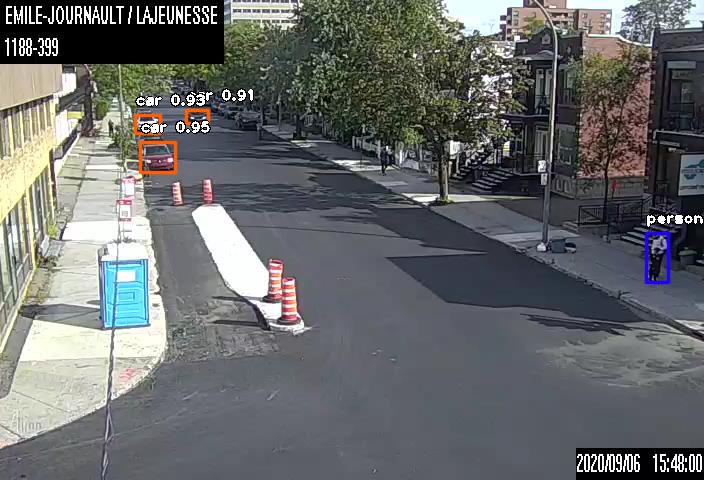 EMILE-JOURNAULT / LAJEUNESSE
1188-399
car 0.93
car 0.91
car 0.95
person
2020/09/06 15:48:00